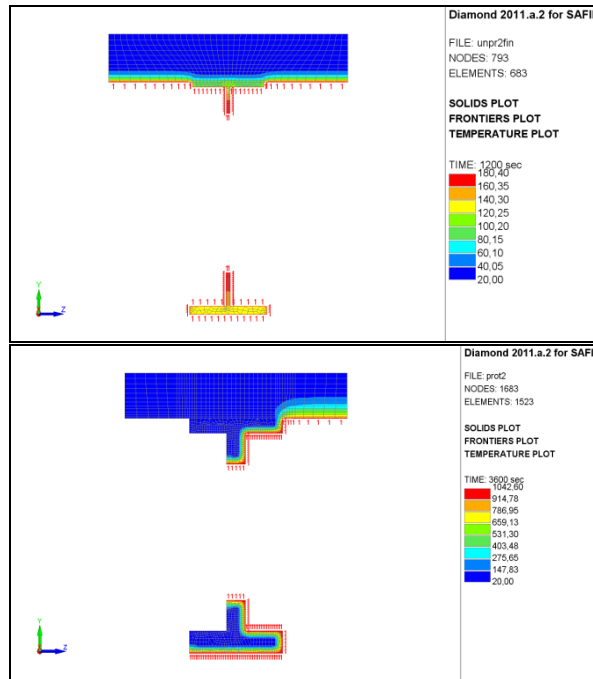 Diamond 2011.a.2 for SAFI
FILE: unpr2fin
NODES: 793
ELEMENTS: 683
SOLIDS PLOT
FRONTIERS PLOT
TEMPERATURE PLOT
TIME: 1200 sec
180,40
160,35
140,30
120,25
100,20
80,15
60,10
40,05
20,00
Y
Z
Diamond 2011.a.2 for SAFI
FILE: prot2
NODES: 1683
ELEMENTS: 1523
SOLIDS PLOT
FRONTIERS PLOT
TEMPERATURE PLOT
TIME: 3600 sec
1042,60
914,78
786,95
659,13
531,30
403,48
275,65
147,83
20,00
Y
Z